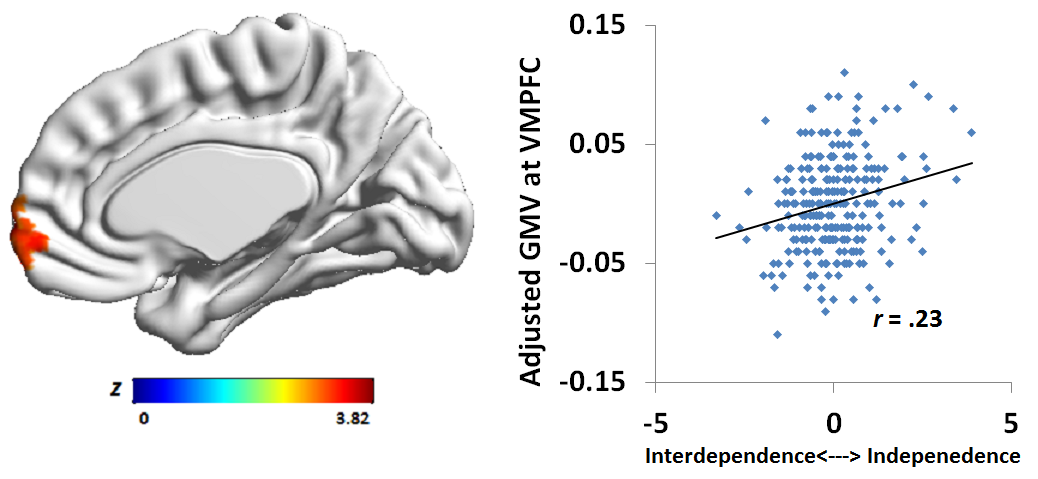 Z
0
3.82
Adjusted GMV at VMPFC
0.15
0.05
-0.05
-0.15
r = .23
-5
0
5
Interdependence<---> Indepenedence